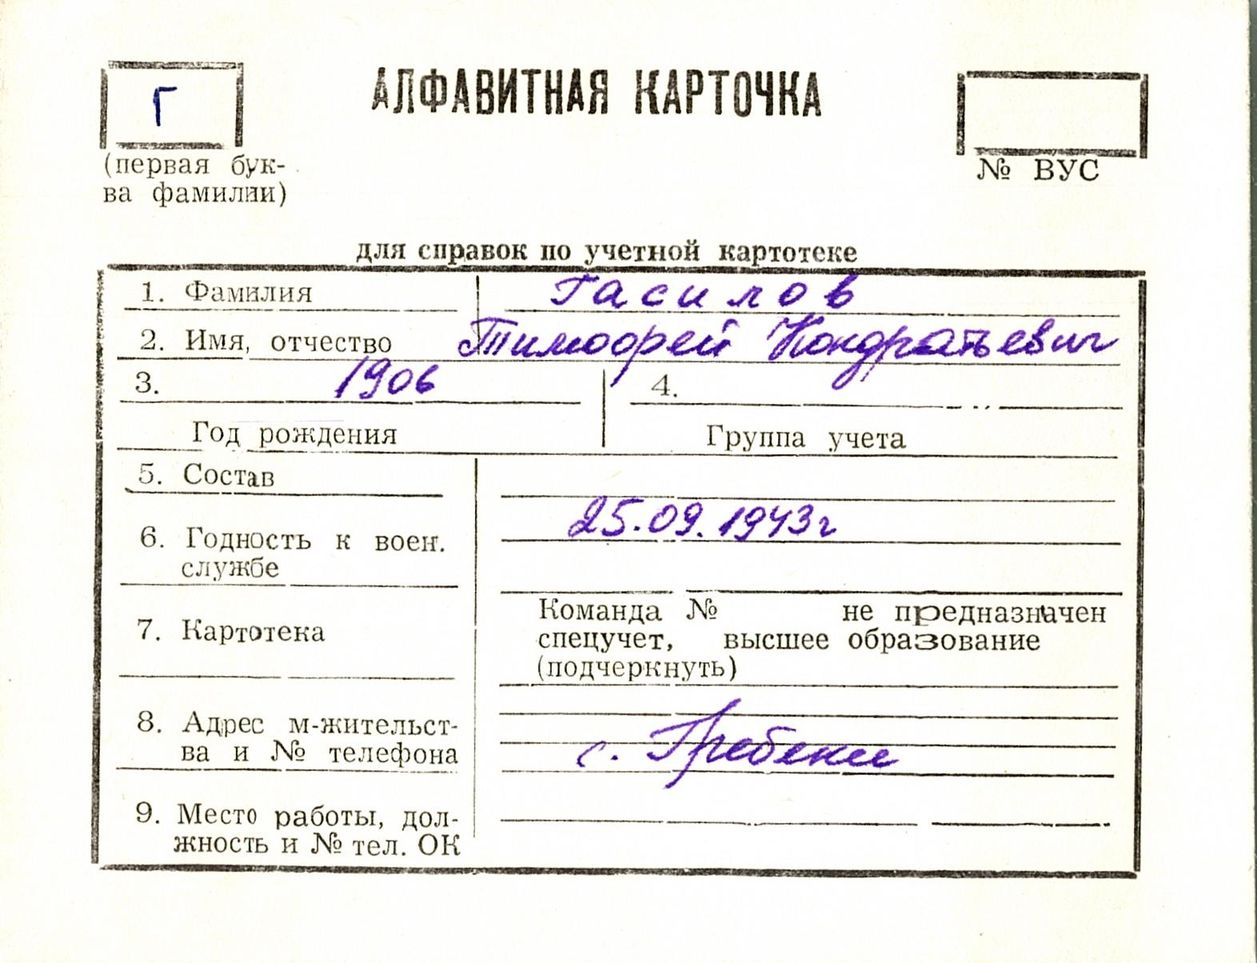 Г
АЛФАВИТНАЯ КАРТОЧКА
(первая бук-
ва фамилии)
№ ВУС
для справок по учетной картотеке
1. Фамилия Гасилов
2. Имя, отчество Тимофей Кондратьевич
3. 1906 4.
Год рождения Группа учета
5. Состав
25.09.1943г
6. Годность к воен.
службе
Команда № не предназначен
7. Картотека спецучет, высшее образование
(подчеркнуть)
8. Адрес м-жительст-
ва и № телефона с. Гребени
9. Место работы, дол-
жность и № тел. ОК